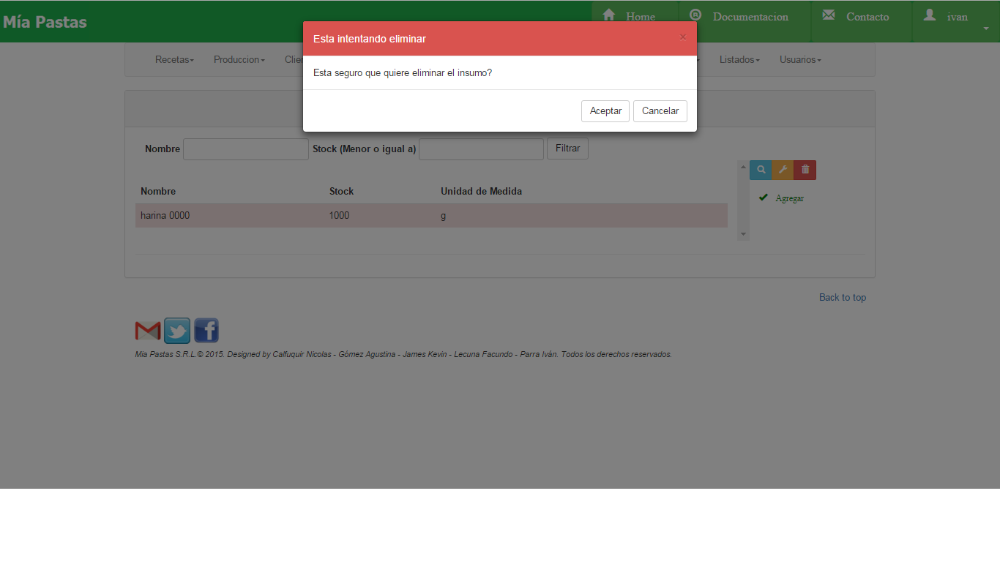 Mía Pastas
Home
Documentacion
Contacto
ivan
Esta intentando eliminar ×
Esta seguro que quiere eliminar el insumo?
Aceptar Cancelar
Recetas Produccion Listados Usuarios
Nombre Stock (Menor o igual a) Filtrar
Nombre Stock Unidad de Medida
harina 0000 1000 g
Agregar
Back to top
Mia Pastas S.R.L.© 2015. Designed by Calfuquir Nicolas - Gómez Agustina - James Kevin - Lecuna Facundo - Parra Iván. Todos los derechos reservados.